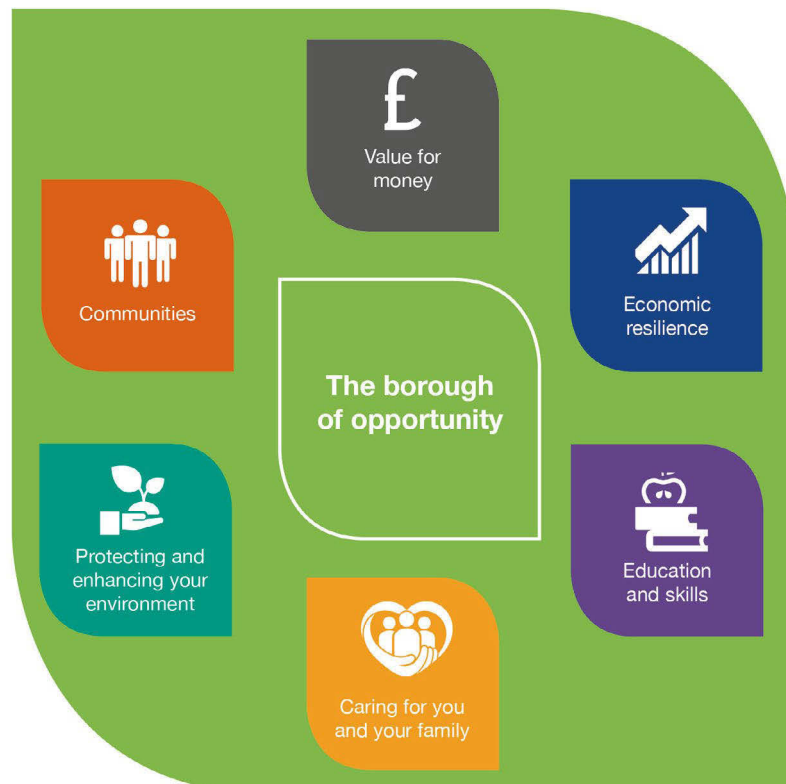 £
Value for
money
Communities
Economic
resilience
The borough
of opportunity
Protecting and
enhancing your
environment
Education
and skills
Caring for you
and your family